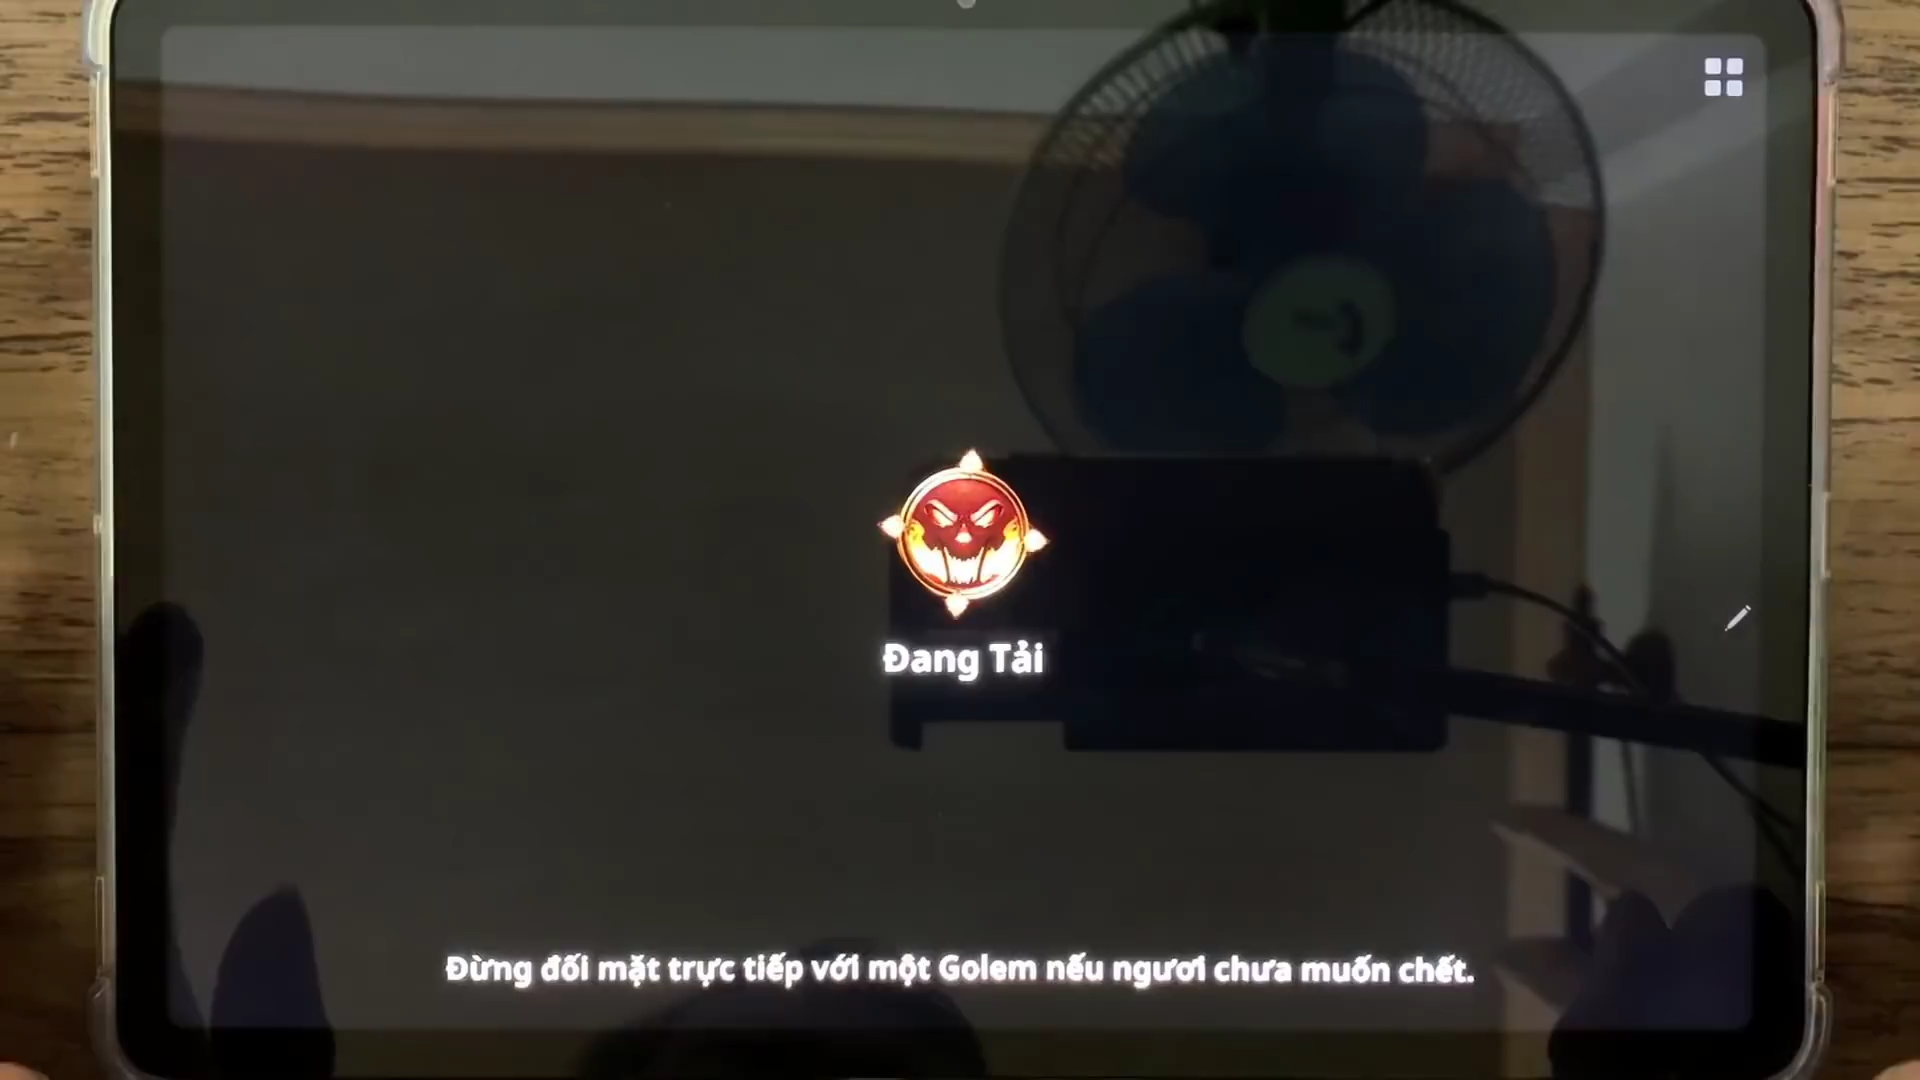 Đang Tải
Đừng đối mặt trực tiếp với một Golem nếu ngươi chưa muốn chết.